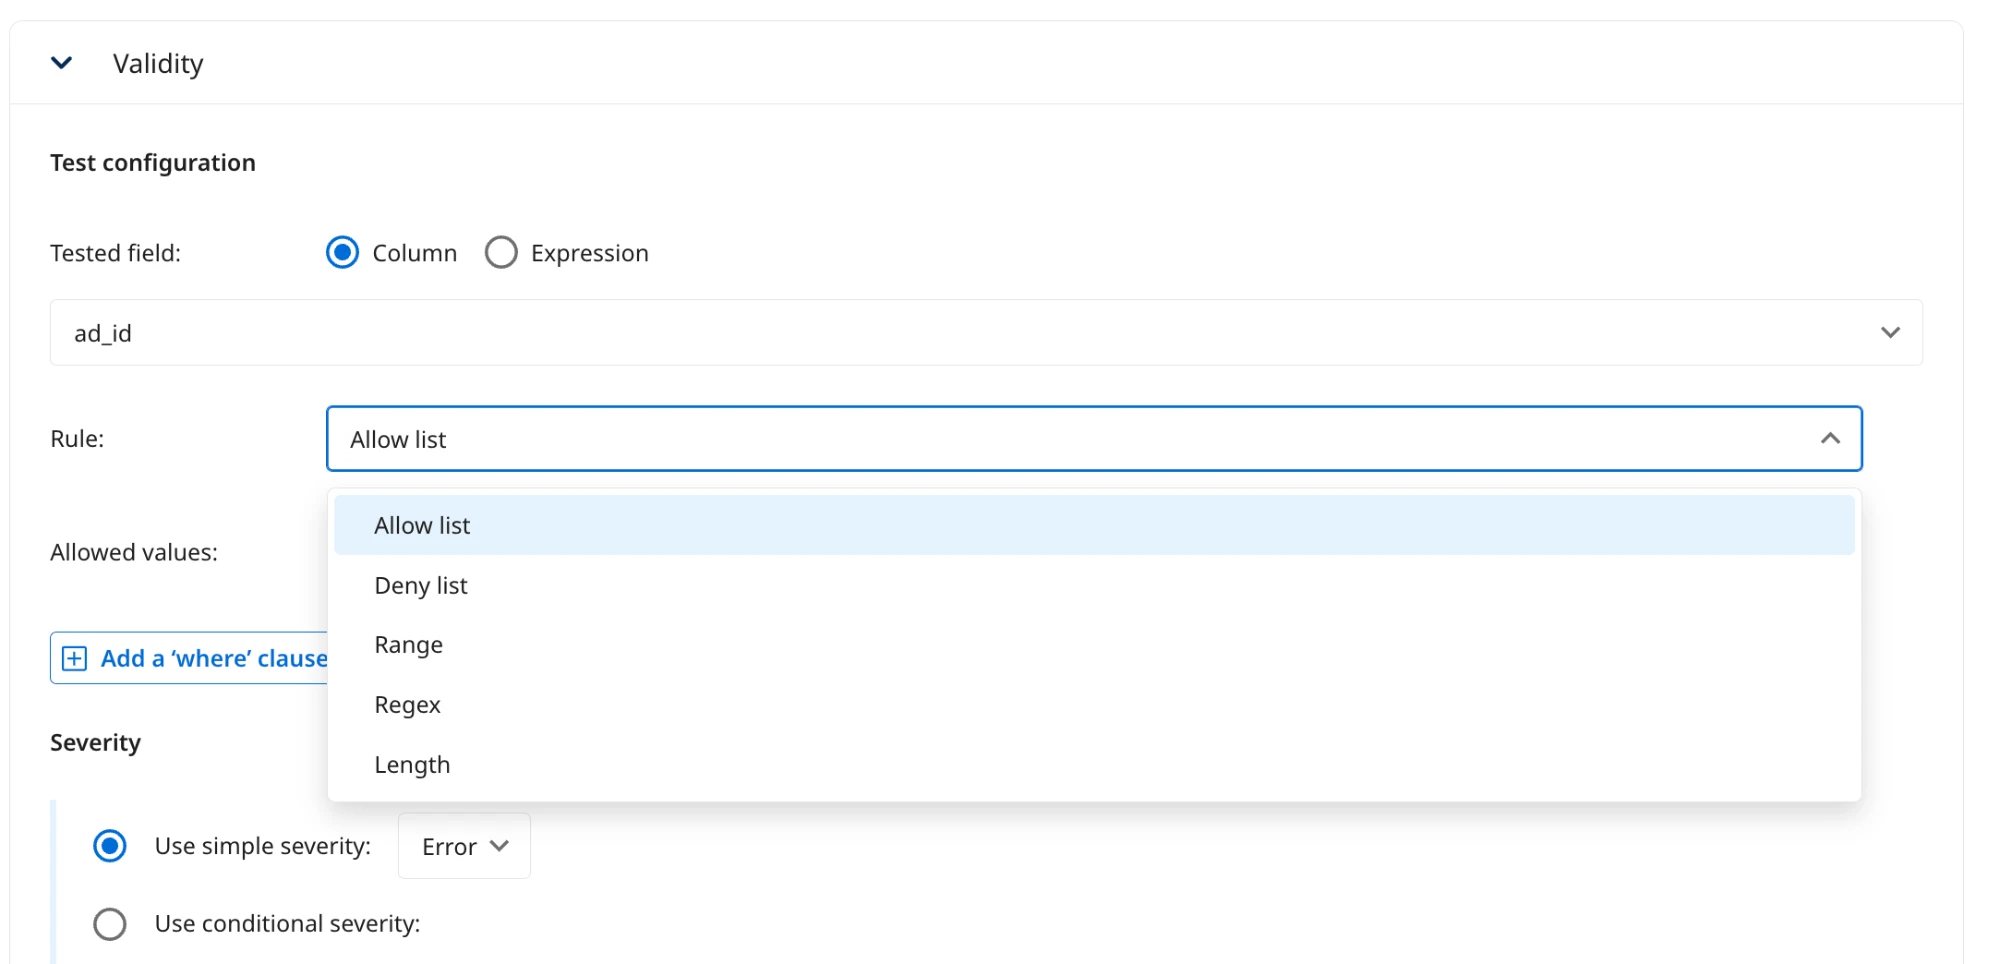 Validity
Test configuration
Tested field: Column Expression
ad_id
Rule: Allow list
Allow list
Allowed values:
Deny list
Range
Add a ‘where’ clause
Regex
Severity
Length
Use simple severity: Error
Use conditional severity: